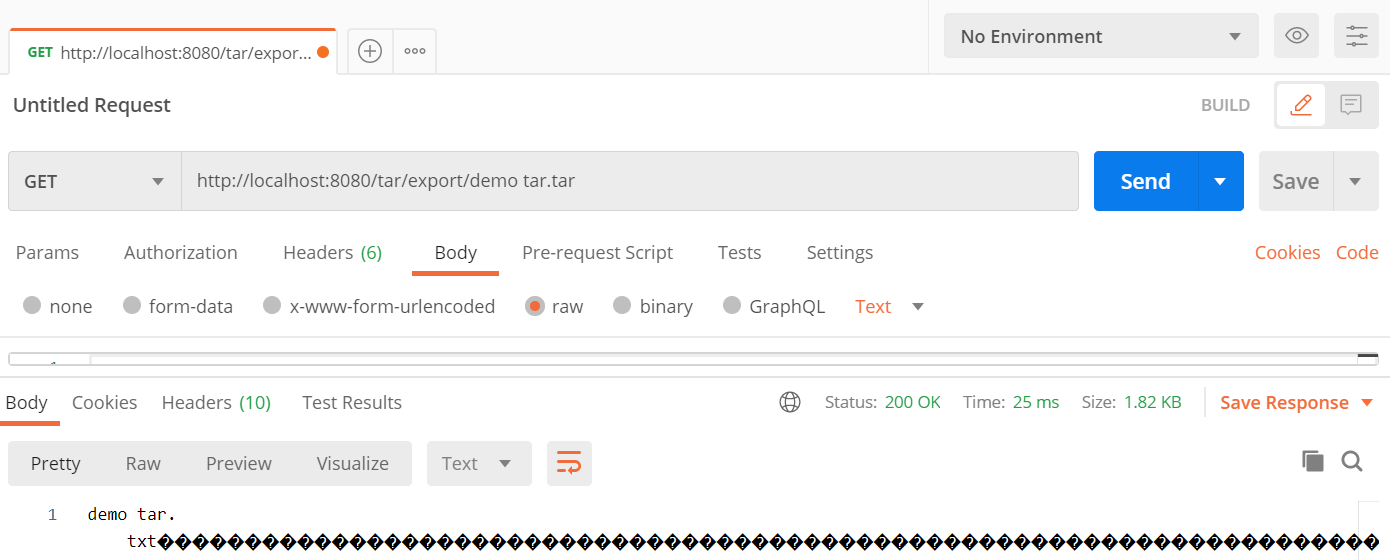 GET http://localhost:8080/tar/expor...
No Environment
Untitled Request
BUILD
GET http://localhost:8080/tar/export/demo tar.tar Send Save
Params Authorization Headers (6) Body Pre-request Script Tests Settings Cookies Code
none form-data x-www-form-urlencoded raw binary GraphQL Text
Body Cookies Headers (10) Test Results Status: 200 OK Time: 25 ms Size: 1.82 KB Save Response
Pretty Raw Preview Visualize Text
1 demo tar.
txt����������������������������������������������������������������������